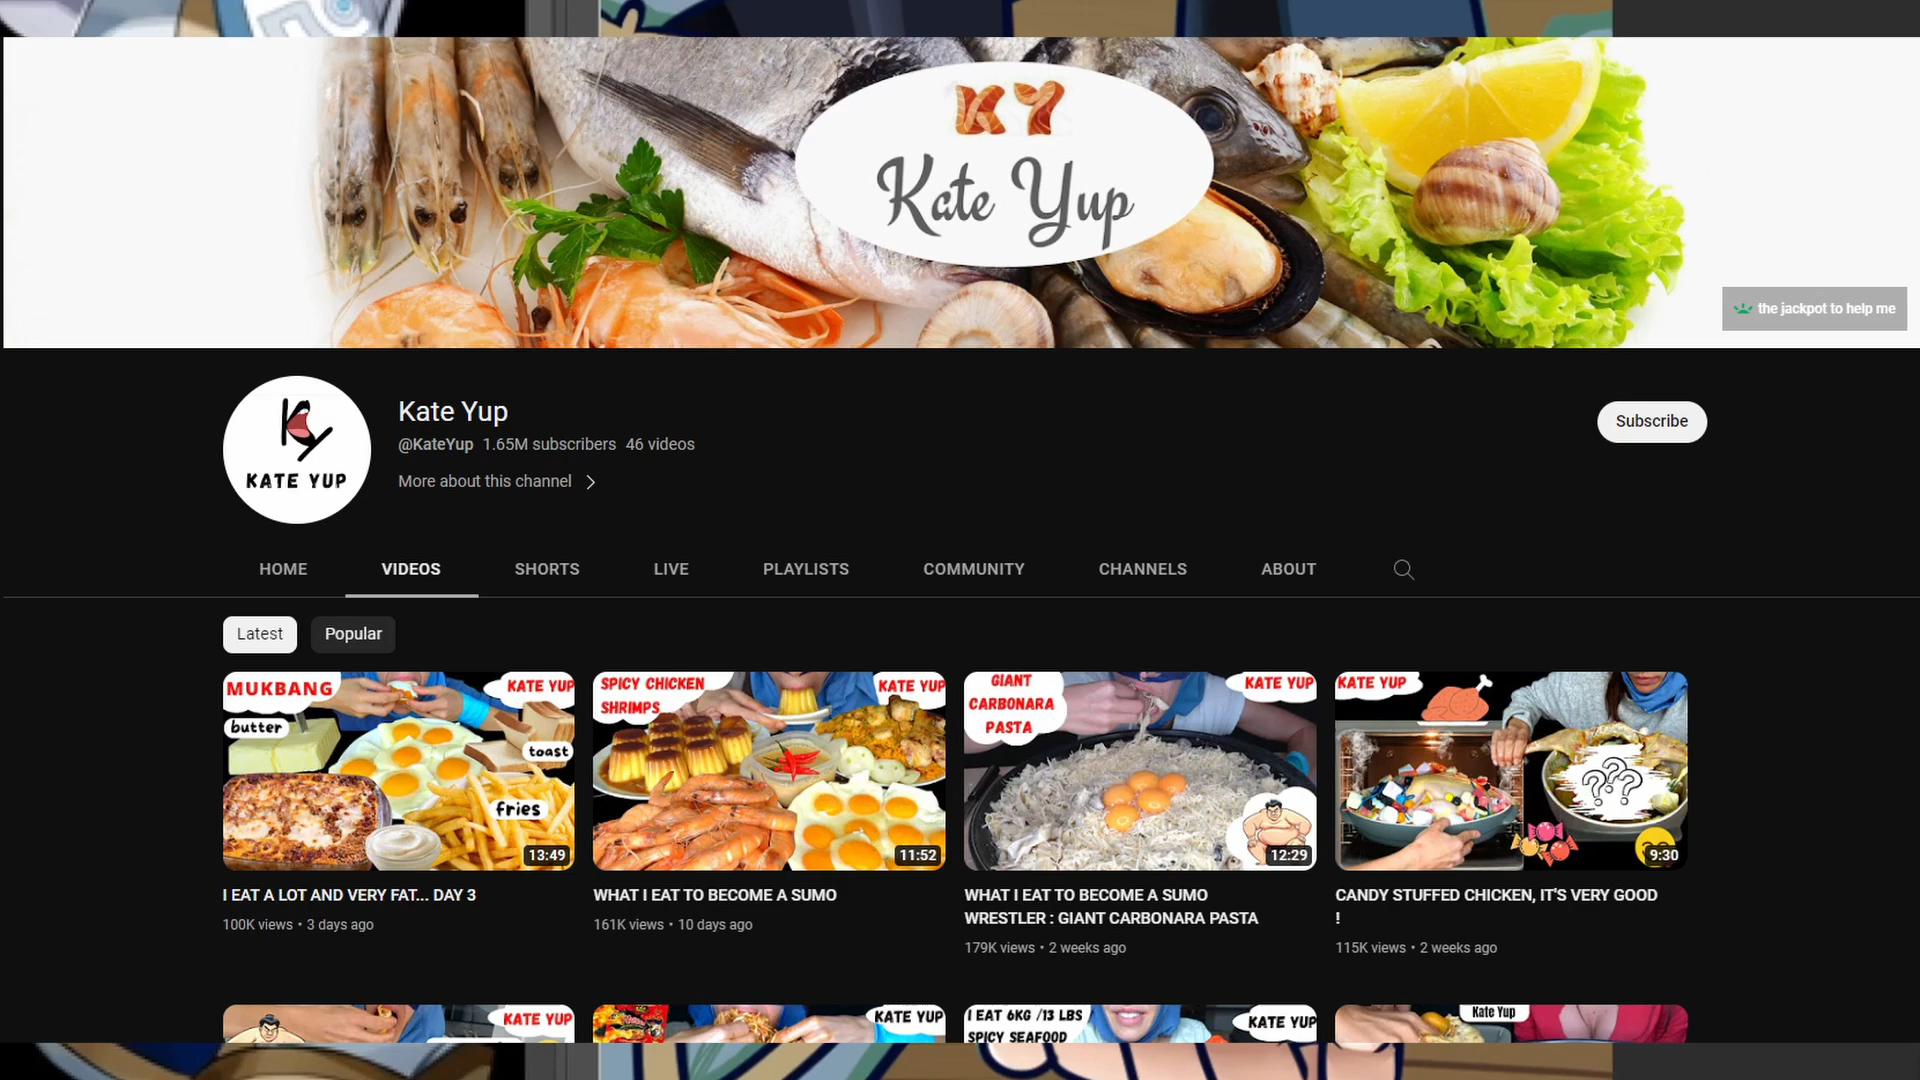 KY
Kate Yup
the jackpot to help me
KATE YUP
Kate Yup
@KateYup 1.65M subscribers 46 videos
More about this channel
Subscribe
HOME VIDEOS SHORTS LIVE PLAYLISTS COMMUNITY CHANNELS ABOUT
Latest Popular
MUKBANG
KATE YUP
butter
toast
fries
13:49
SPICY CHICKEN
SHRIMPS
KATE YUP
11:52
GIANT
CARBONARA
PASTA
KATE YUP
12:29
KATE YUP
???
9:30
I EAT A LOT AND VERY FAT... DAY 3
100K views • 3 days ago
WHAT I EAT TO BECOME A SUMO
161K views • 10 days ago
WHAT I EAT TO BECOME A SUMO
WRESTLER : GIANT CARBONARA PASTA
179K views • 2 weeks ago
CANDY STUFFED CHICKEN, IT'S VERY GOOD
!
115K views • 2 weeks ago
KATE YUP
KATE YUP
I EAT 6KG /13 LBS
SPICY SEAFOOD
KATE YUP
Kate Yup